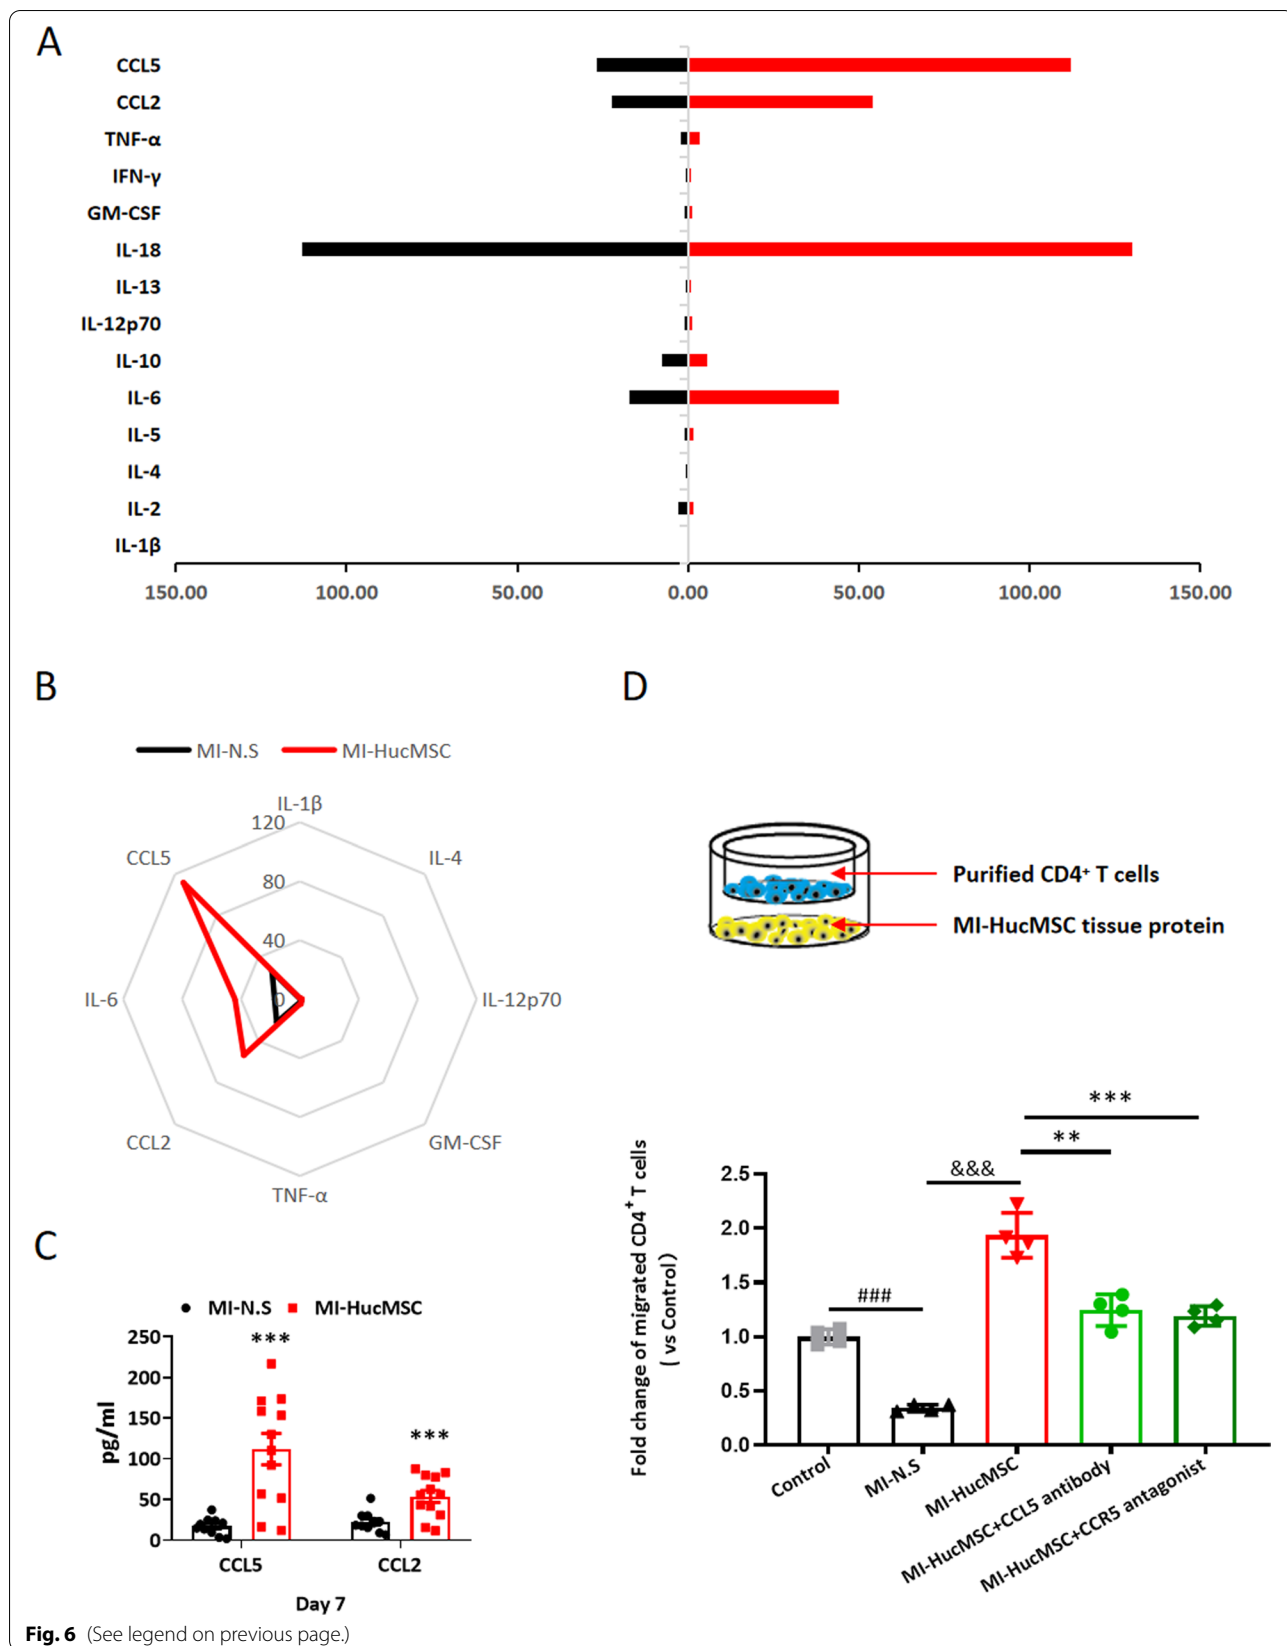 A
CCL5
CCL2
TNF-α
IFN-γ
GM-CSF
IL-18
IL-13
IL-12p70
IL-10
IL-6
IL-5
IL-4
IL-2
IL-1β
150.00 100.00 50.00 0.00 50.00 100.00 150.00
B
MI-N.S MI-HucMSC
IL-1β
120
CCL5 IL-4
80
40
IL-6 0 IL-12p70
CCL2 GM-CSF
TNF-α
C
MI-N.S MI-HucMSC
pg/ml
250
200
150
100
50
0
***
***
CCL5 CCL2
Day 7
D
Purified CD4⁺ T cells
MI-HucMSC tissue protein
Fold change of migrated CD4⁺ T cells
( vs Control)
2.5
2.0
1.5
1.0
0.5
0.0
***
**
&&&
###
Control
MI-N.S
MI-HucMSC
MI-HucMSC+CCL5 antibody
MI-HucMSC+CCR5 antagonist
Fig. 6 (See legend on previous page.)